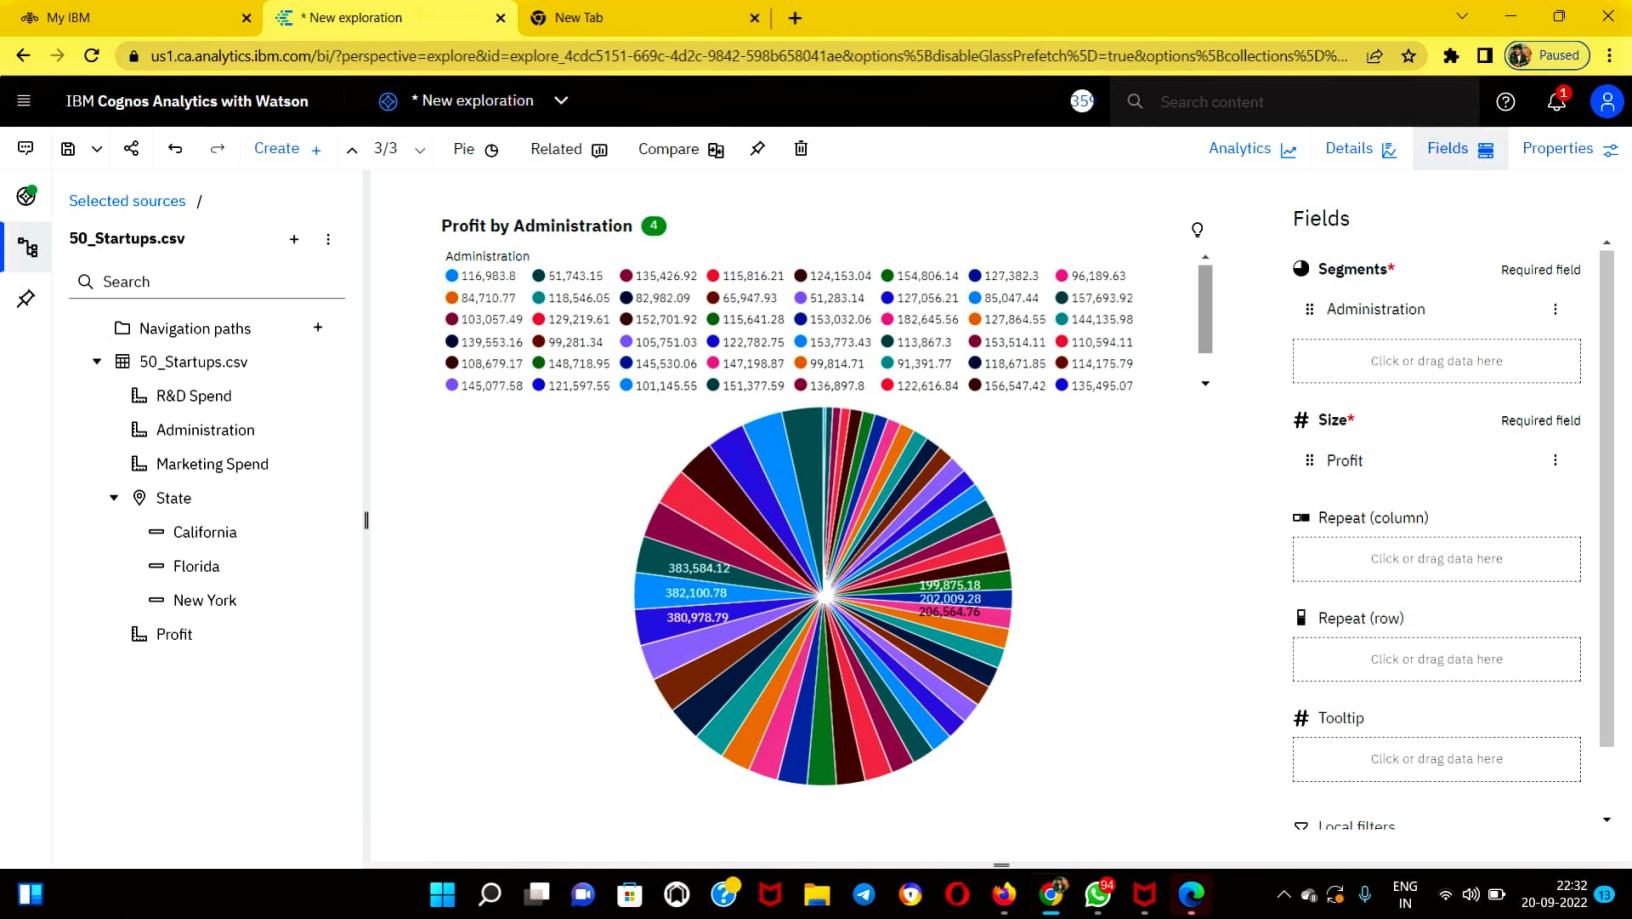 My IBM
* New exploration
New Tab
us1.ca.analytics.ibm.com/bi/?perspective=explore&id=explore_4cdc5151-669c-4d2c-9842-598b658041ae&options%5BdisableGlassPrefetch%5D=true&options%5Bcollections%5D%...
Paused
IBM Cognos Analytics with Watson
* New exploration
359
Search content
1
Create +
3/3
Pie
Related
Compare
Analytics
Details
Fields
Properties
Selected sources /
50_Startups.csv
Search
Navigation paths
50_Startups.csv
R&D Spend
Administration
Marketing Spend
State
California
Florida
New York
Profit
Profit by Administration 4
Administration
116,983.8 51,743.15 135,426.92 115,816.21 124,153.04 154,806.14 127,382.3 96,189.63
84,710.77 118,546.05 82,982.09 65,947.93 51,283.14 127,056.21 85,047.44 157,693.92
103,057.49 129,219.61 152,701.92 115,641.28 153,032.06 182,645.56 127,864.55 144,135.98
139,553.16 99,281.34 105,751.03 122,782.75 153,773.43 113,867.3 153,514.11 110,594.11
108,679.17 148,718.95 145,530.06 147,198.87 99,814.71 91,391.77 118,671.85 114,175.79
145,077.58 121,597.55 101,145.55 151,377.59 136,897.8 122,616.84 156,547.42 135,495.07
383,584.12
382,100.78
380,978.79
199,875.18
202,009.28
206,564.76
Fields
Segments* Required field
Administration
Click or drag data here
Size* Required field
Profit
Repeat (column)
Click or drag data here
Repeat (row)
Click or drag data here
Tooltip
Click or drag data here
Local filters
94
ENG
IN
22:32
20-09-2022
13